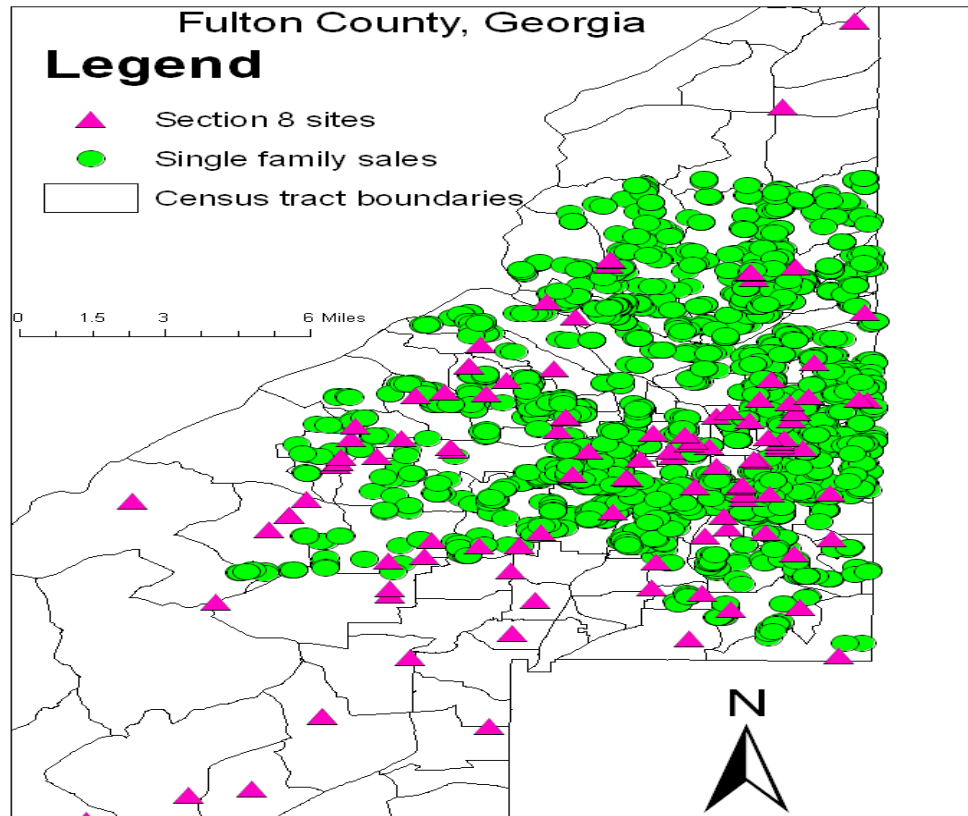 Fulton County, Georgia
Legend
Section 8 sites
Single family sales
Census tract boundaries
0 1.5 3 6 Miles
N